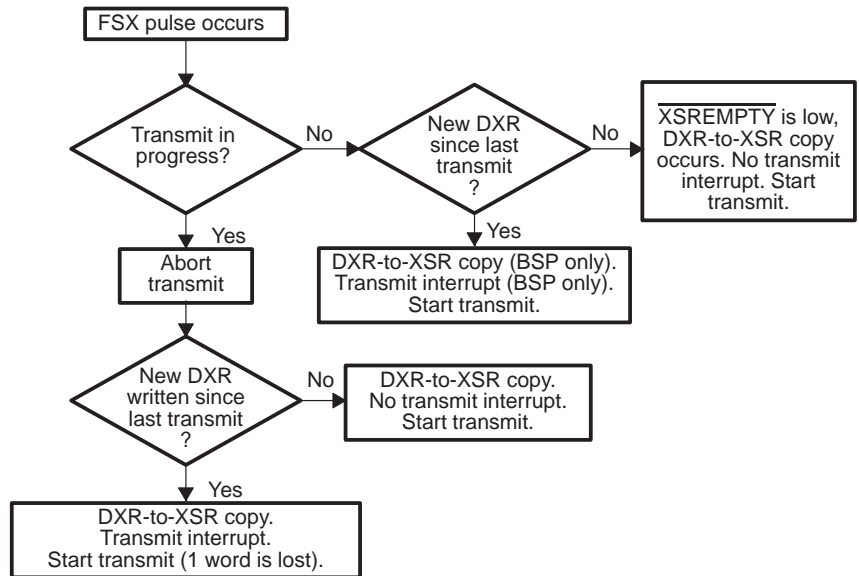 FSX pulse occurs
Transmit in
progress?
No
New DXR
since last
transmit
?
No
XSREMPTY is low,
DXR-to-XSR copy
occurs. No transmit
interrupt. Start
transmit.
Yes
Yes
Abort
transmit
DXR-to-XSR copy (BSP only).
Transmit interrupt (BSP only).
Start transmit.
New DXR
written since
last transmit
?
No
DXR-to-XSR copy.
No transmit interrupt.
Start transmit.
Yes
DXR-to-XSR copy.
Transmit interrupt.
Start transmit (1 word is lost).